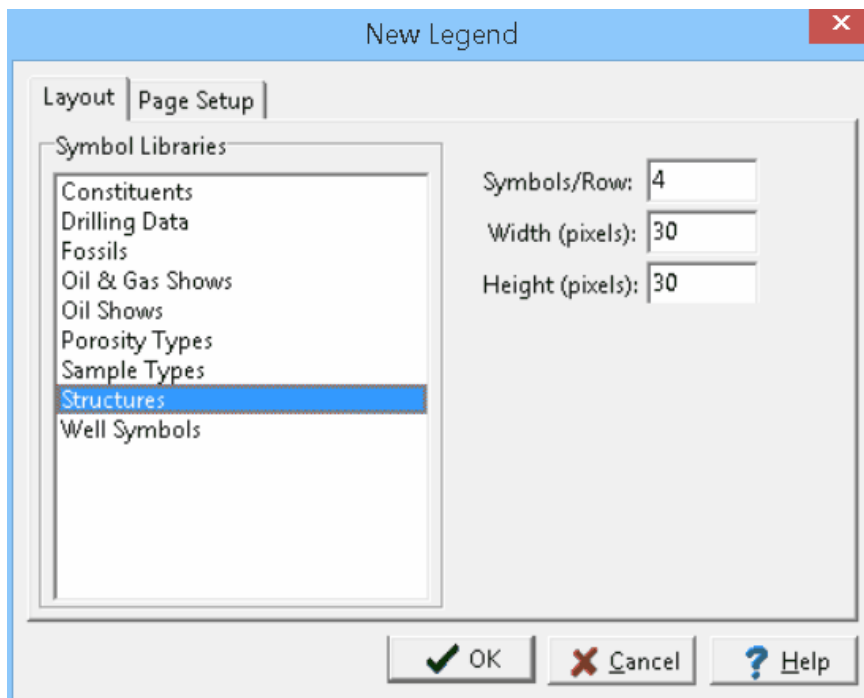 New Legend
Layout
Page Setup
Symbol Libraries
Constituents
Drilling Data
Fossils
Oil & Gas Shows
Oil Shows
Porosity Types
Sample Types
Structures
Well Symbols
Symbols/Row: 4
Width (pixels): 30
Height (pixels): 30
OK
Cancel
Help